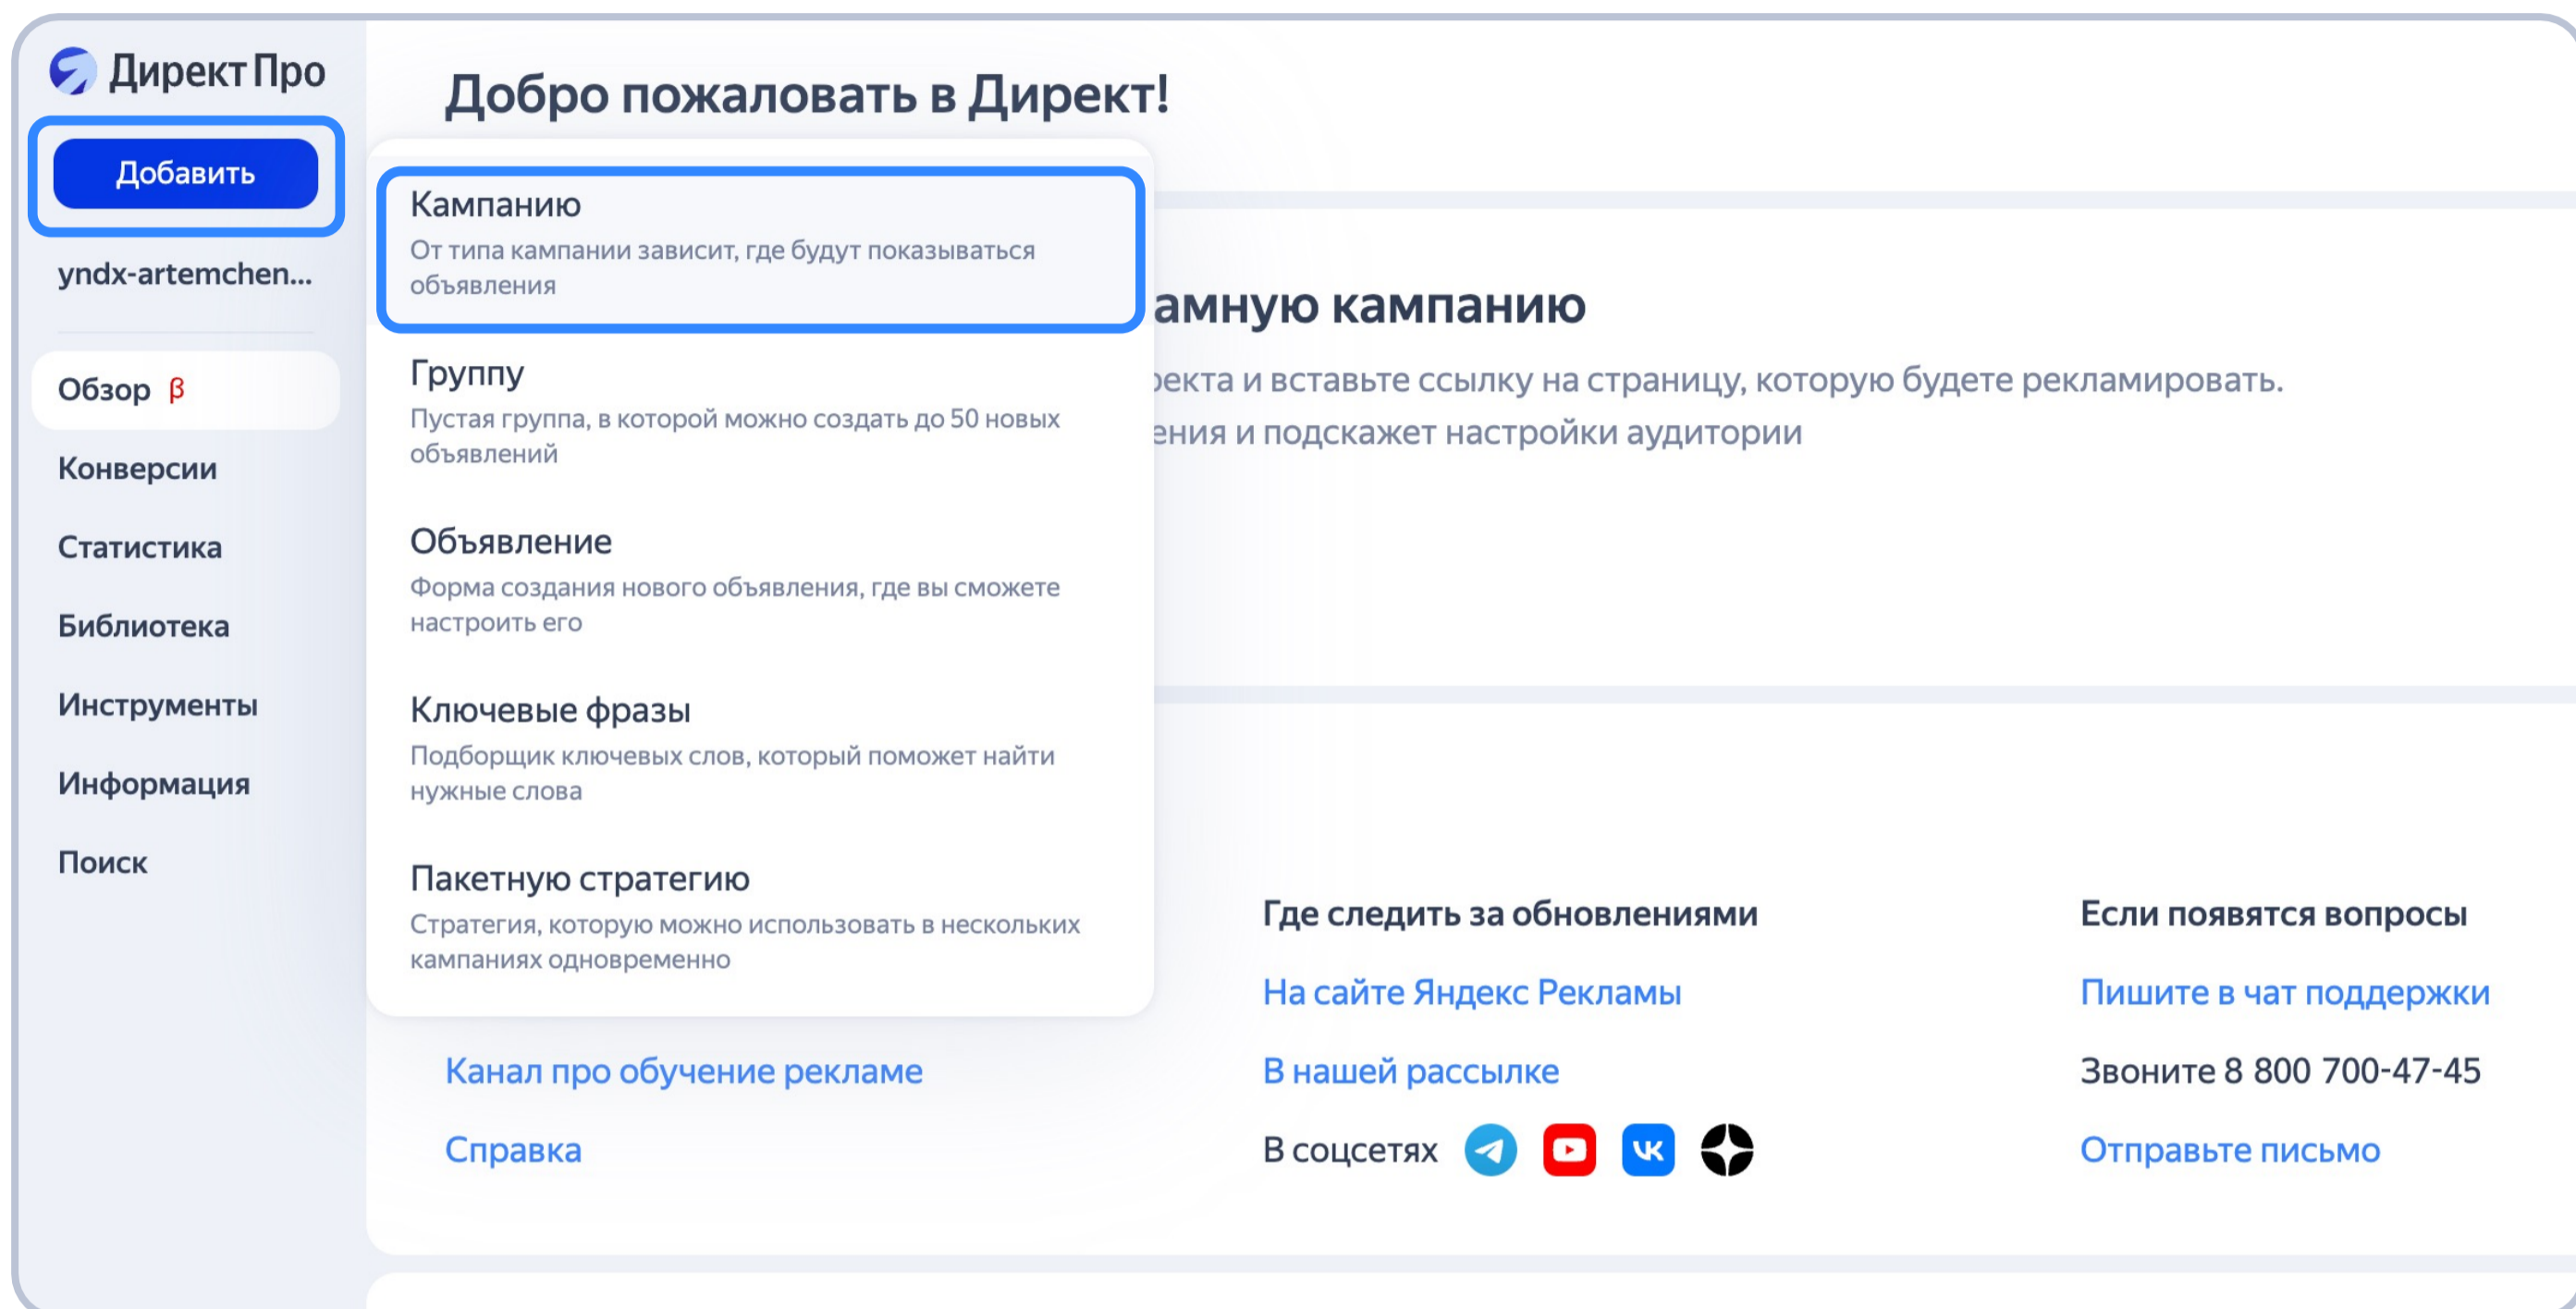 Директ Про
Добавить
yndx-artemchen...
Обзор β
Конверсии
Статистика
Библиотека
Инструменты
Информация
Поиск
Добро пожаловать в Директ!
Кампанию
От типа кампании зависит, где будут показываться
объявления
Группу
Пустая группа, в которой можно создать до 50 новых
объявлений
Объявление
Форма создания нового объявления, где вы сможете
настроить его
Ключевые фразы
Подборщик ключевых слов, который поможет найти
нужные слова
Пакетную стратегию
Стратегия, которую можно использовать в нескольких
кампаниях одновременно
кампанию
и вставьте ссылку на страницу, которую будете рекламировать.
и подскажет настройки аудитории
Канал про обучение рекламе
Справка
Где следить за обновлениями
На сайте Яндекс Рекламы
В нашей рассылке
В соцсетях
Если появятся вопросы
Пишите в чат поддержки
Звоните 8 800 700-47-45
Отправьте письмо